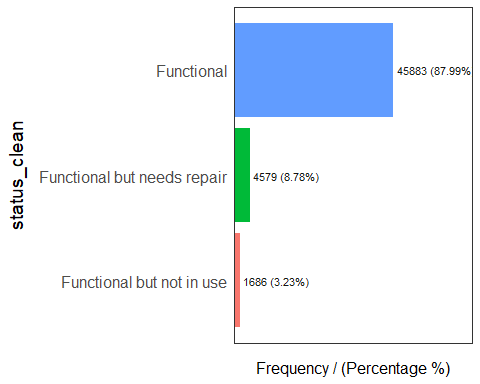 status_clean
Functional
45883 (87.99%
Functional but needs repair
4579 (8.78%)
Functional but not in use
1686 (3.23%)
Frequency / (Percentage %)